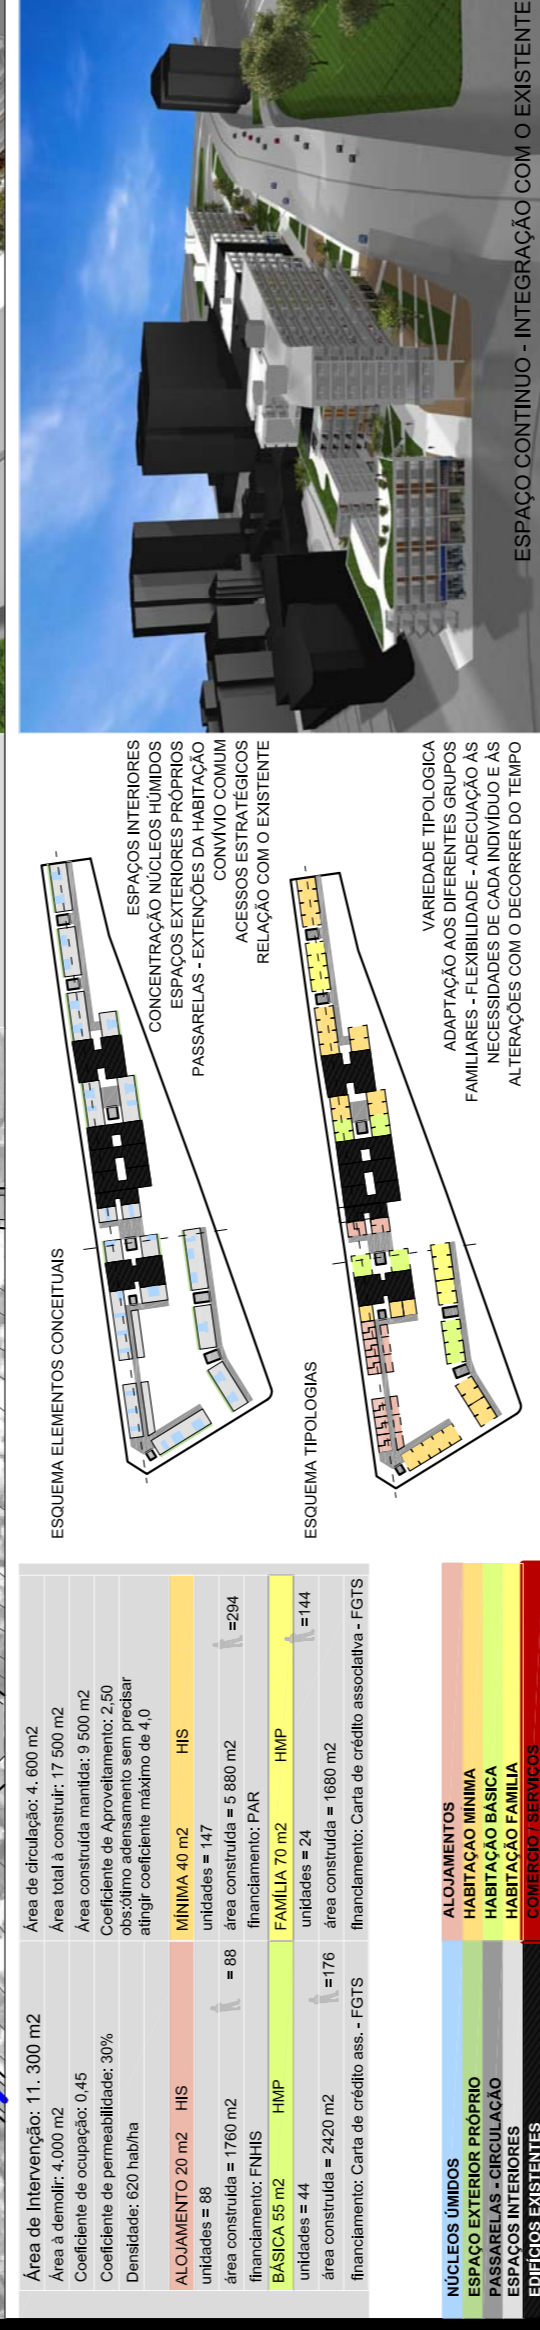 Área de Intervenção: 11. 300 m2
Área à demolir: 4.000 m2
Coeficiente de ocupação: 0,45
Coeficiente de permeabilidade: 30%
Densidade: 620 hab/ha
Área de circulação: 4. 600 m2
Área total à construir: 17 500 m2
Área construída mantida: 9 500 m2
Coeficiente de Aproveitamento: 2,50
obs:ótimo adensamento sem precisar
atingir coeficiente máximo de 4,0
ALOJAMENTO 20 m2 HIS
unidades = 88
área construída = 1760 m2 = 88
financiamento: FNHIS
MÍNIMA 40 m2 HIS
unidades = 147
área construída = 5 880 m2 =294
financiamento: PAR
BÁSICA 55 m2 HMP
unidades = 44
área construída = 2420 m2 =176
financiamento: Carta de crédito ass. - FGTS
FAMÍLIA 70 m2 HMP
unidades = 24 =144
área construída = 1680 m2
financiamento: Carta de crédito associativa - FGTS
NÚCLEOS ÚMIDOS
ESPAÇO EXTERIOR PRÓPRIO
PASSARELAS - CIRCULAÇÃO
ESPAÇOS INTERIORES
EDIFÍCIOS EXISTENTES
ALOJAMENTOS
HABITAÇAO MÍNIMA
HABITAÇÃO BÁSICA
HABITAÇÃO FAMILIA
COMERCIO / SERVIÇOS
ESQUEMA ELEMENTOS CONCEITUAIS
ESPAÇOS INTERIORES
CONCENTRAÇÃO NÚCLEOS HÚMIDOS
ESPAÇOS EXTERIORES PRÓPRIOS
PASSARELAS - EXTENÇÕES DA HABITAÇÃO
CONVÍVIO COMUM
ACESSOS ESTRATÉGICOS
RELAÇÃO COM O EXISTENTE
ESQUEMA TIPOLOGIAS
VARIEDADE TIPOLOGICA
ADAPTAÇÃO AOS DIFERENTES GRUPOS
FAMILIARES - FLEXIBILIDADE - ADECUAÇÃO ÀS
NECESSIDADES DE CADA INDIVÍDUO E ÀS
ALTERAÇÕES COM O DECORRER DO TEMPO
ESPAÇO CONTINUO - INTEGRAÇÃO COM O EXISTENTE